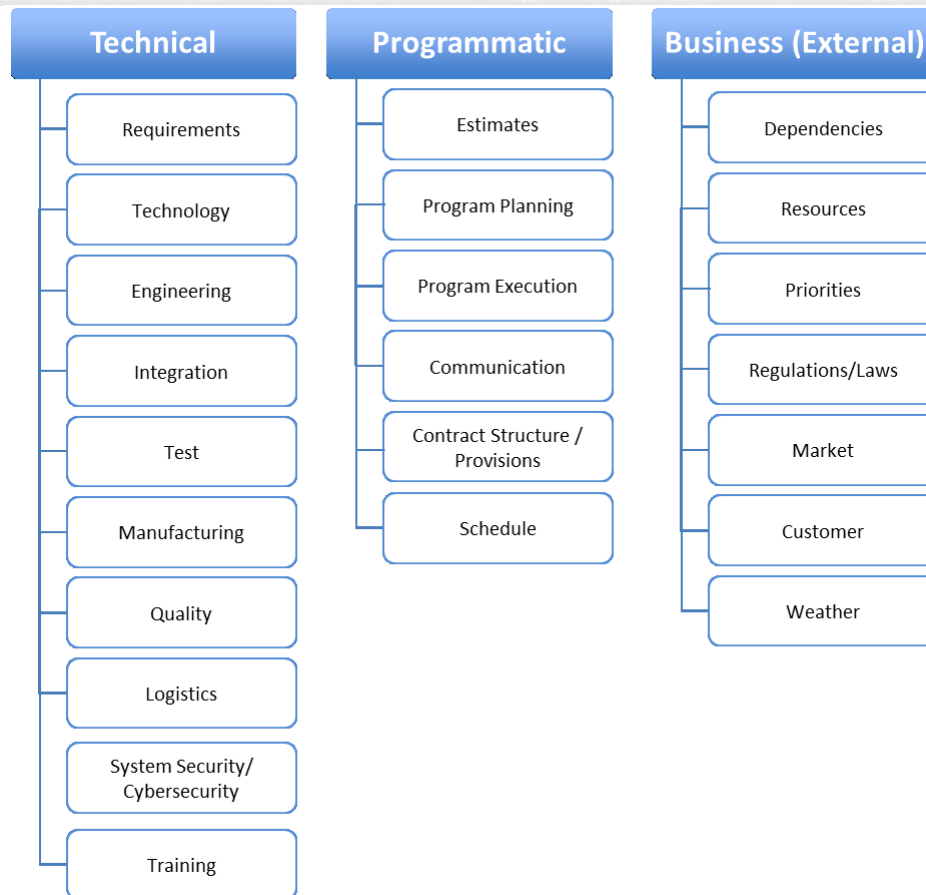 Technical
Requirements
Technology
Engineering
Integration
Test
Manufacturing
Quality
Logistics
System Security/
Cybersecurity
Training
Programmatic
Estimates
Program Planning
Program Execution
Communication
Contract Structure /
Provisions
Schedule
Business (External)
Dependencies
Resources
Priorities
Regulations/Laws
Market
Customer
Weather